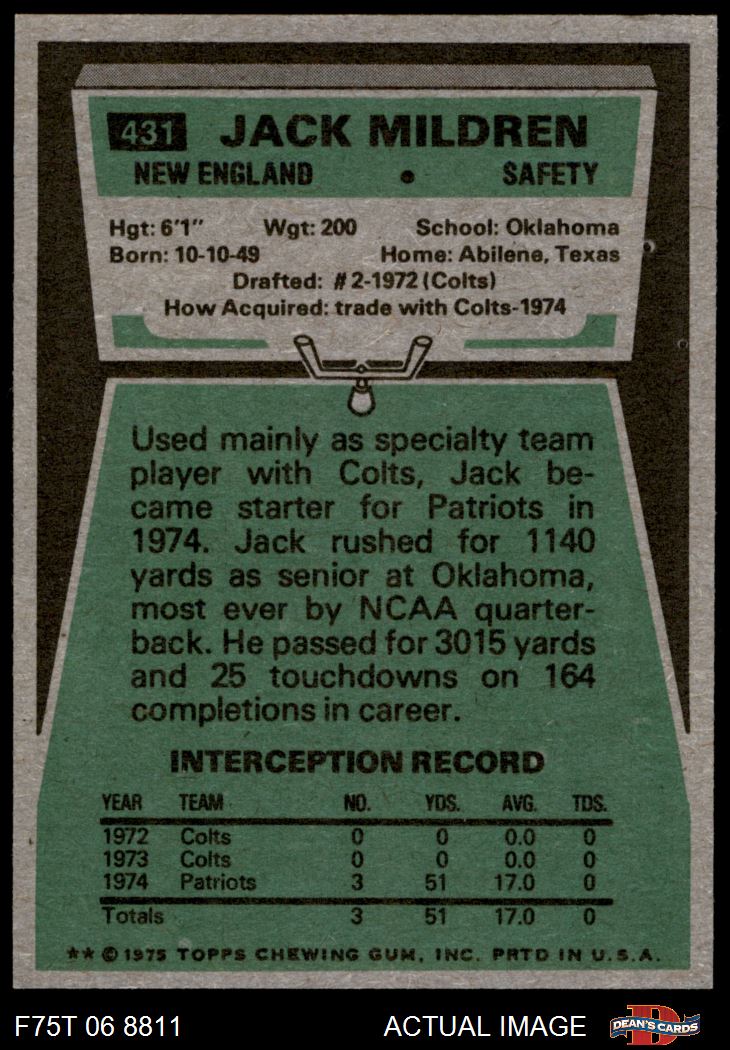 431 JACK MILDREN
NEW ENGLAND • SAFETY
Hgt: 6'1" Wgt: 200 School: Oklahoma
Born: 10-10-49 Home: Abilene, Texas
Drafted: #2-1972 (Colts)
How Acquired: trade with Colts-1974
Used mainly as specialty team
player with Colts, Jack be-
came starter for Patriots in
1974. Jack rushed for 1140
yards as senior at Oklahoma,
most ever by NCAA quarter-
back. He passed for 3015 yards
and 25 touchdowns on 164
completions in career.
INTERCEPTION RECORD
YEAR TEAM NO. YDS. AVG. TDS.
1972 Colts 0 0 0.0 0
1973 Colts 0 0 0.0 0
1974 Patriots 3 51 17.0 0
Totals 3 51 17.0 0
** © 1975 TOPPS CHEWING GUM, INC. PRTD IN U.S.A.
F75T 06 8811 ACTUAL IMAGE D DEAN'S CARDS